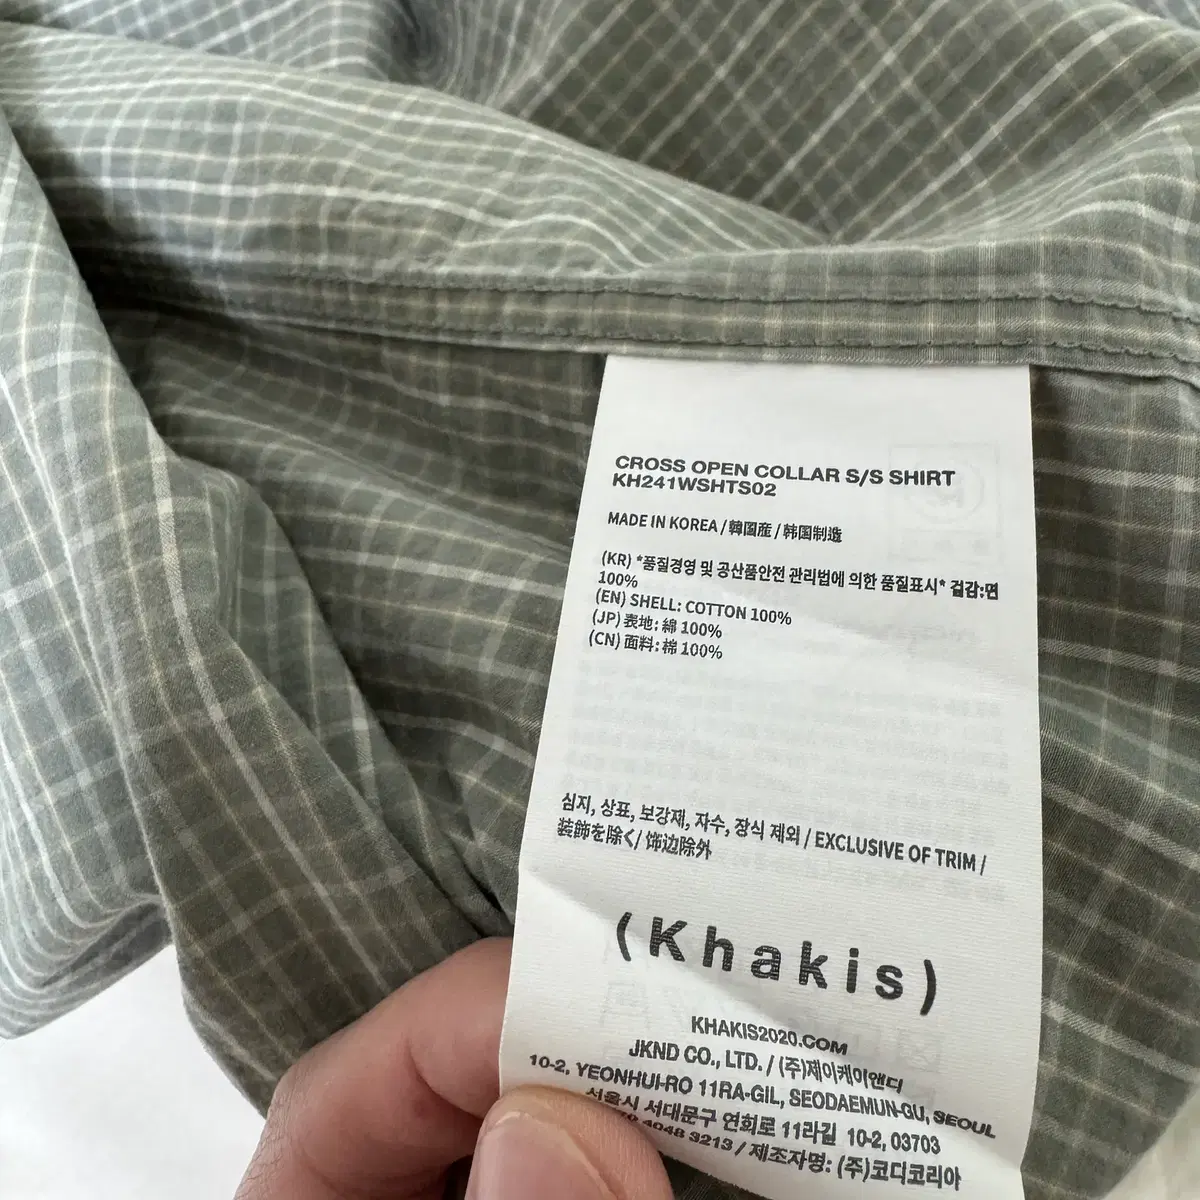 CROSS OPEN COLLAR S/S SHIRT
KH241WSHTS02
MADE IN KOREA / 韓国産 / 韩国制造
(KR) *품질경영 및 공산품안전 관리법에 의한 품질표시* 겉감:면
100%
(EN) SHELL: COTTON 100%
(JP) 表地: 綿 100%
(CN) 面料: 棉 100%
심지, 상표, 보강재, 자수, 장식 제외 / EXCLUSIVE OF TRIM /
装飾を除く/ 饰边除外
(Khakis)
KHAKIS2020.COM
JKND CO., LTD. / (주)제이케이앤디
10-2, YEONHUI-RO 11RA-GIL, SEODAEMUN-GU, SEOUL
서울시 서대문구 연희로 11라길 10-2, 03703
4048 3213 / 제조자명: (주)코디코리아